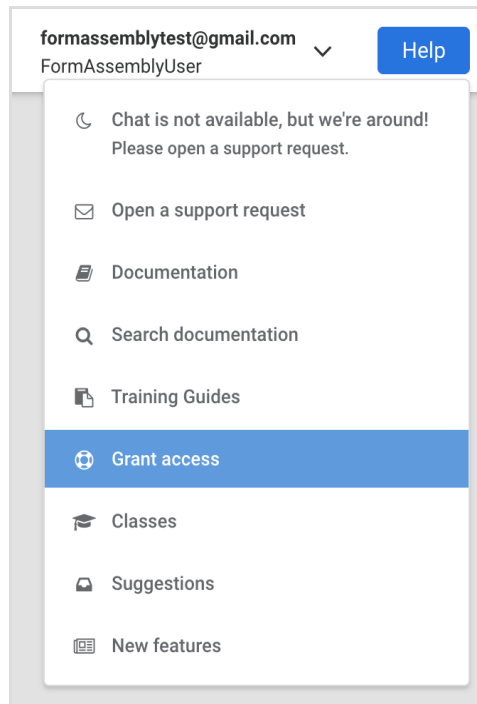 formassemblytest@gmail.com
FormAssemblyUser
Help
Chat is not available, but we're around!
Please open a support request.
Open a support request
Documentation
Search documentation
Training Guides
Grant access
Classes
Suggestions
New features